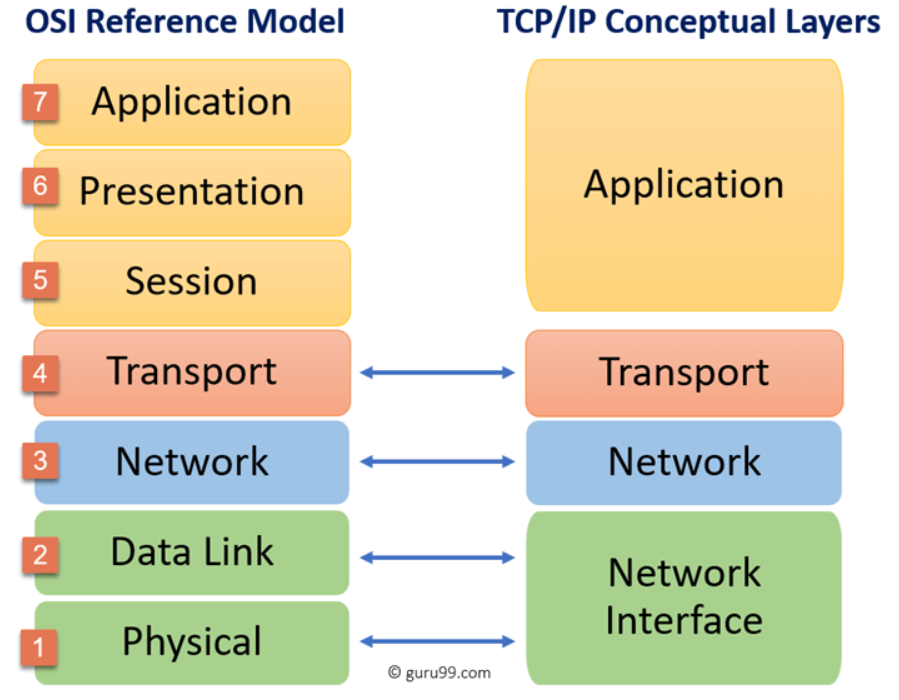 OSI Reference Model
TCP/IP Conceptual Layers
7
Application
6
Presentation
5
Session
4
Transport
3
Network
2
Data Link
1
Physical
Application
Transport
Network
Network
Interface
© guru99.com